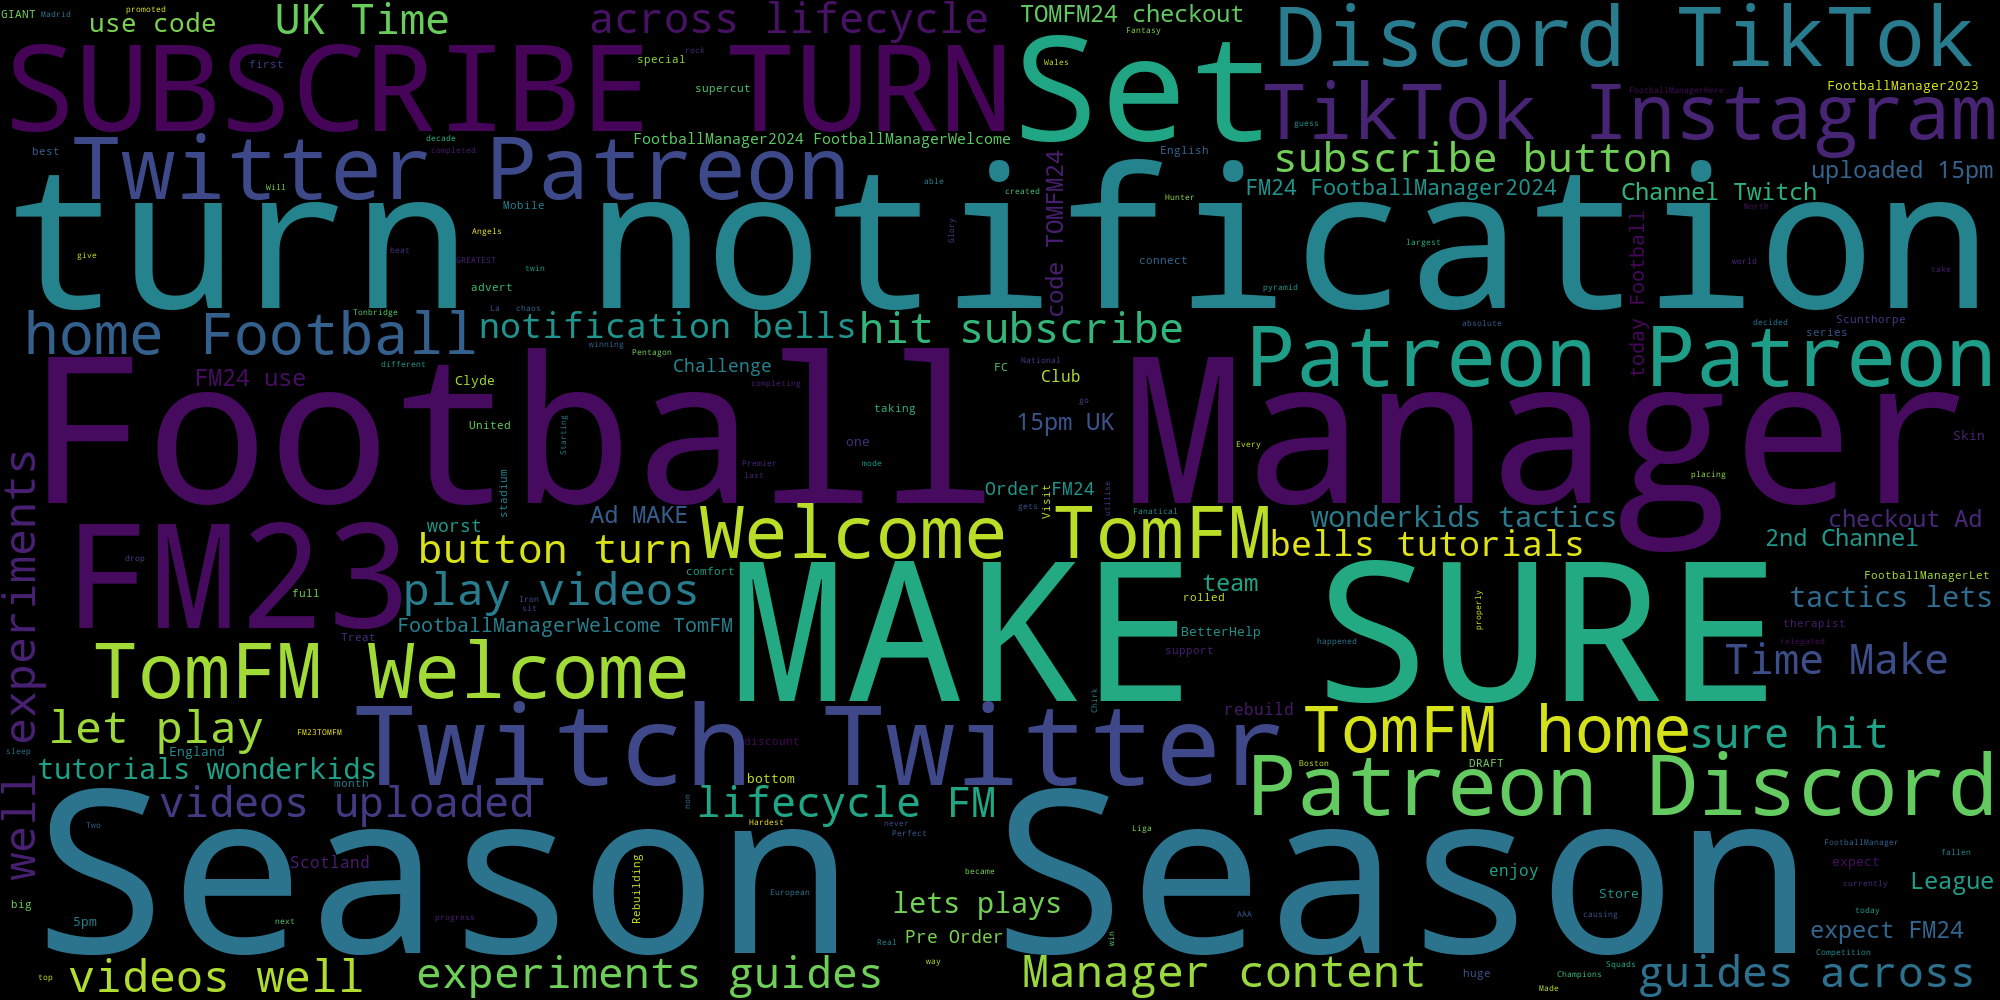 GIANT Madrid promoted
use code UK Time across lifecycle TOMFM24 checkout Discord TikTok
Fantasy
SUBSCRIBE TURN Set
first special rock Wales
supercut TikTok Instagram FootballManagerHere FootballManager2023
guess
Twitter Patreon decade FootballManager2024 FootballManagerWelcome
best completed English subscribe button uploaded 15pm
turn notification
Will able created Hunter FM24 FootballManager2024 Channel Twitch
Mobile Glory code TOMFM24 North
give Angels beat largest today Football
GREATEST twin connect world take
advert pyramid
La chaos Tonbridge
home Football notification bells hit subscribe absolute decided Scunthorpe
series
winning Pentagon different
Patreon Patreon
Football Manager
FM24 use Clyde Challenge completing FC National Club
United taking go
15pm UK
Starting one Every Skin
Premier last mode placing
stadium Order FM24 Visit utilise
gets Fanatical
FM23 worst Ad MAKE Welcome TomFM wonderkids tactics checkout Ad
button turn bells tutorials 2nd Channel
drop
MAKE SURE
well experiments
full play videos comfort team FootballManagerLet
Iron sit rolled properly tactics lets
FootballManagerWelcome TomFM BetterHelp therapist
Treat support happened relegated
TomFM Welcome Time Make
Chirk
let play Twitch Twitter rebuild TomFM home sure hit
FM23TOMFM discount
sleep England
tutorials wonderkids bottom Boston DRAFT
month Patreon Discord
videos uploaded non lifecycle FM
Season Season
Two Hardest never Perfect Liga FootballManager
Scotland fallen
Rebuilding became expect
enjoy currently League
European Store
big lets plays
5pm progress next AAA causing today
Pre Order expect FM24
Real win
way Competition
top videos well experiments guides Manager content huge Champions Squads guides across
Made